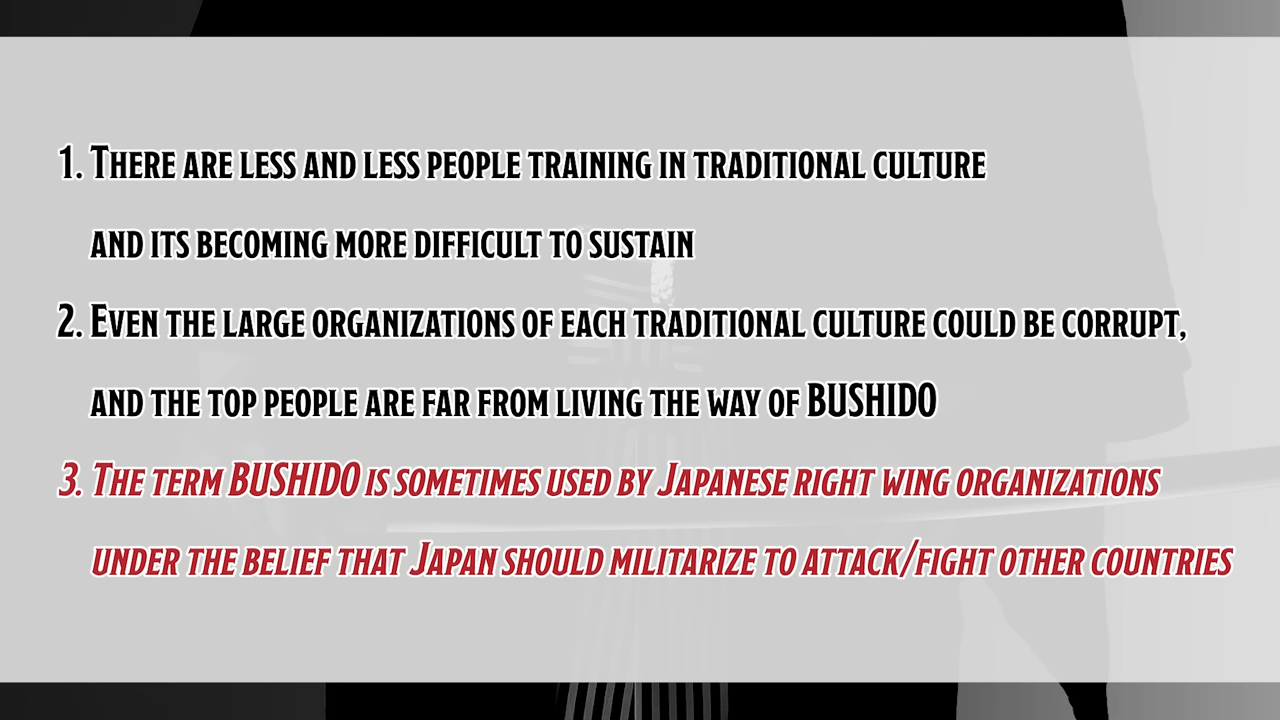 1. There are less and less people training in traditional culture
and its becoming more difficult to sustain
2. Even the large organizations of each traditional culture could be corrupt,
and the top people are far from living the way of BUSHIDO
3. The term BUSHIDO is sometimes used by Japanese right wing organizations
under the belief that Japan should militarize to attack/fight other countries